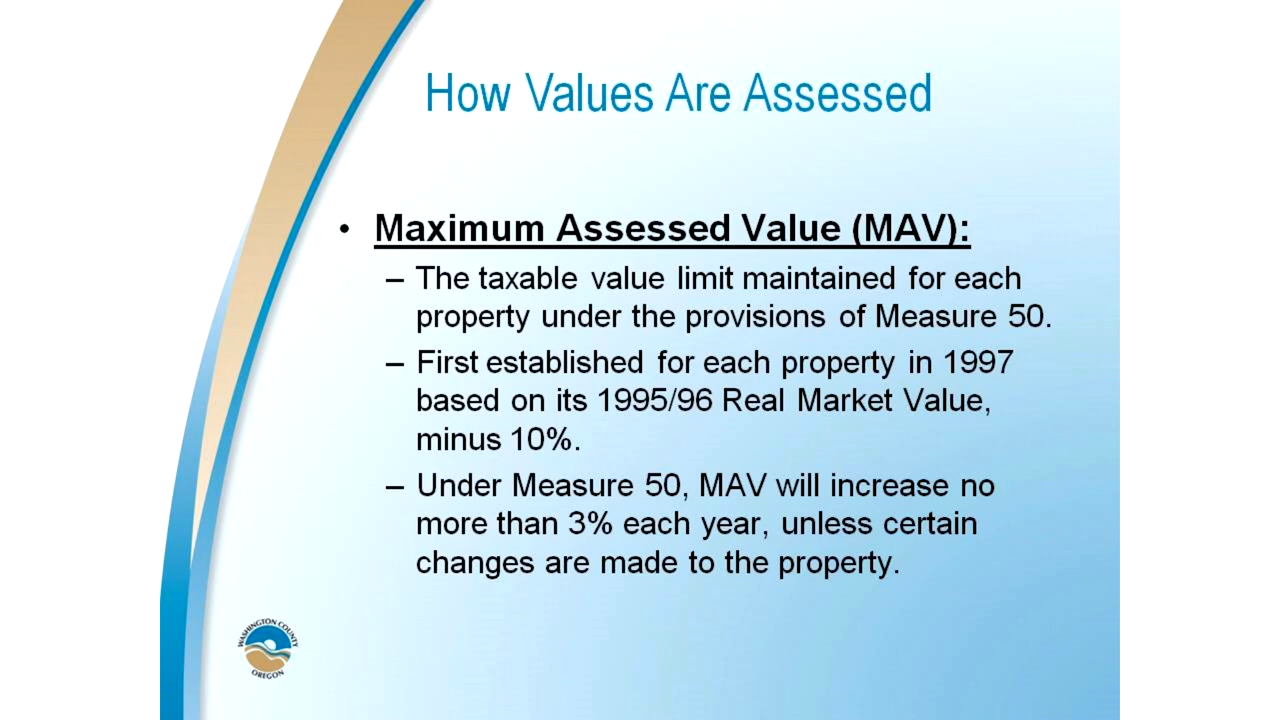 How Values Are Assessed
• Maximum Assessed Value (MAV):
– The taxable value limit maintained for each
property under the provisions of Measure 50.
– First established for each property in 1997
based on its 1995/96 Real Market Value,
minus 10%.
– Under Measure 50, MAV will increase no
more than 3% each year, unless certain
changes are made to the property.
WASHINGTON COUNTY
OREGON